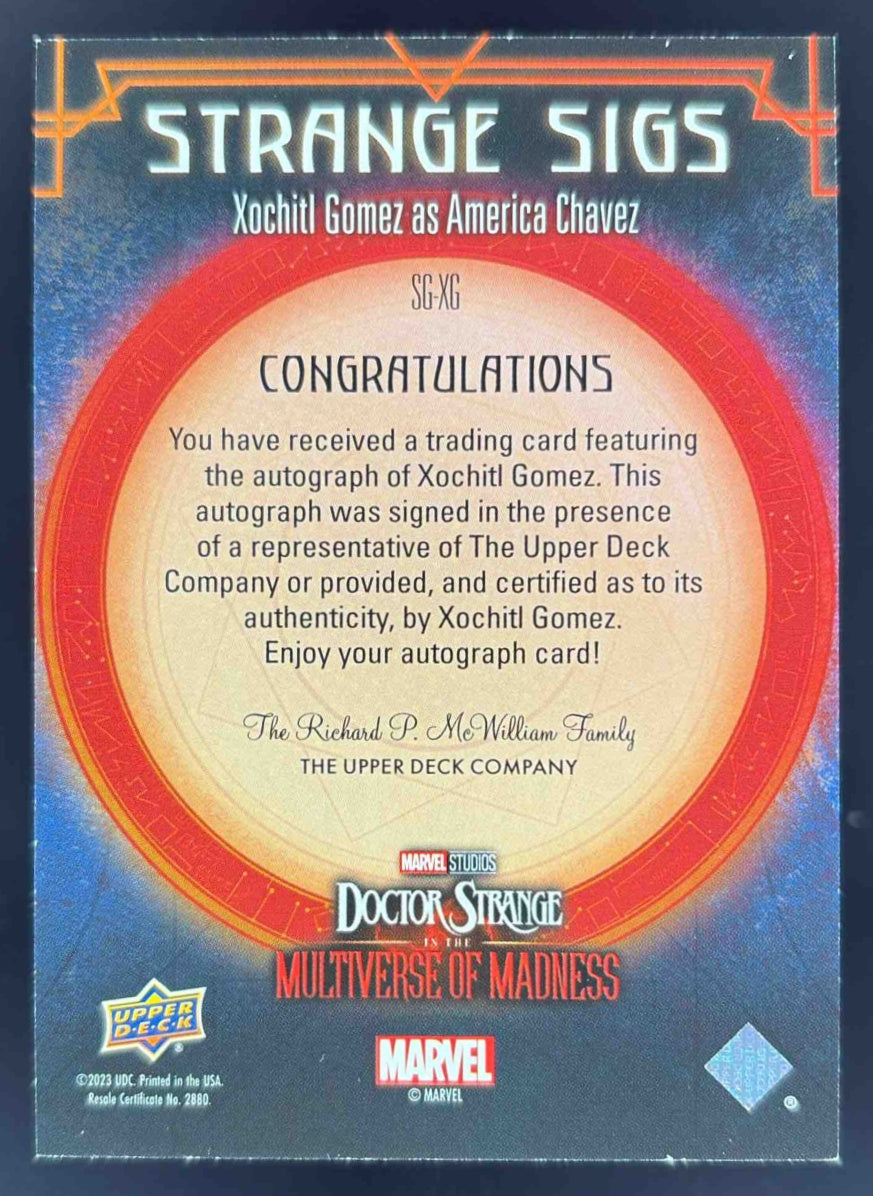 STRANGE SIGS
Xochitl Gomez as America Chavez
SG-XG
CONGRATULATIONS
You have received a trading card featuring
the autograph of Xochitl Gomez. This
autograph was signed in the presence
of a representative of The Upper Deck
Company or provided, and certified as to its
authenticity, by Xochitl Gomez.
Enjoy your autograph card!
The Richard P. McWilliam Family
THE UPPER DECK COMPANY
MARVEL STUDIOS
DOCTOR STRANGE
IN THE
MULTIVERSE OF MADNESS
UPPER
D·E·C·K
®
MARVEL
©2023 UDC. Printed in the USA.
Resale Certificate No. 2880.
© MARVEL
®